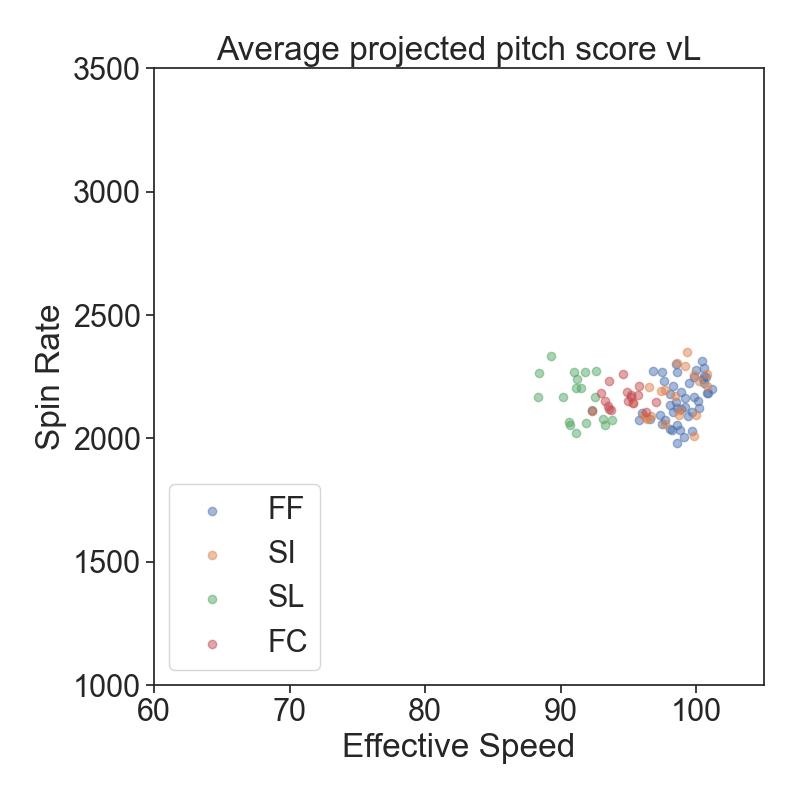 Average projected pitch score vL
3500
3000
2500
2000
1500
1000
Spin Rate
FF
SI
SL
FC
60 70 80 90 100
Effective Speed